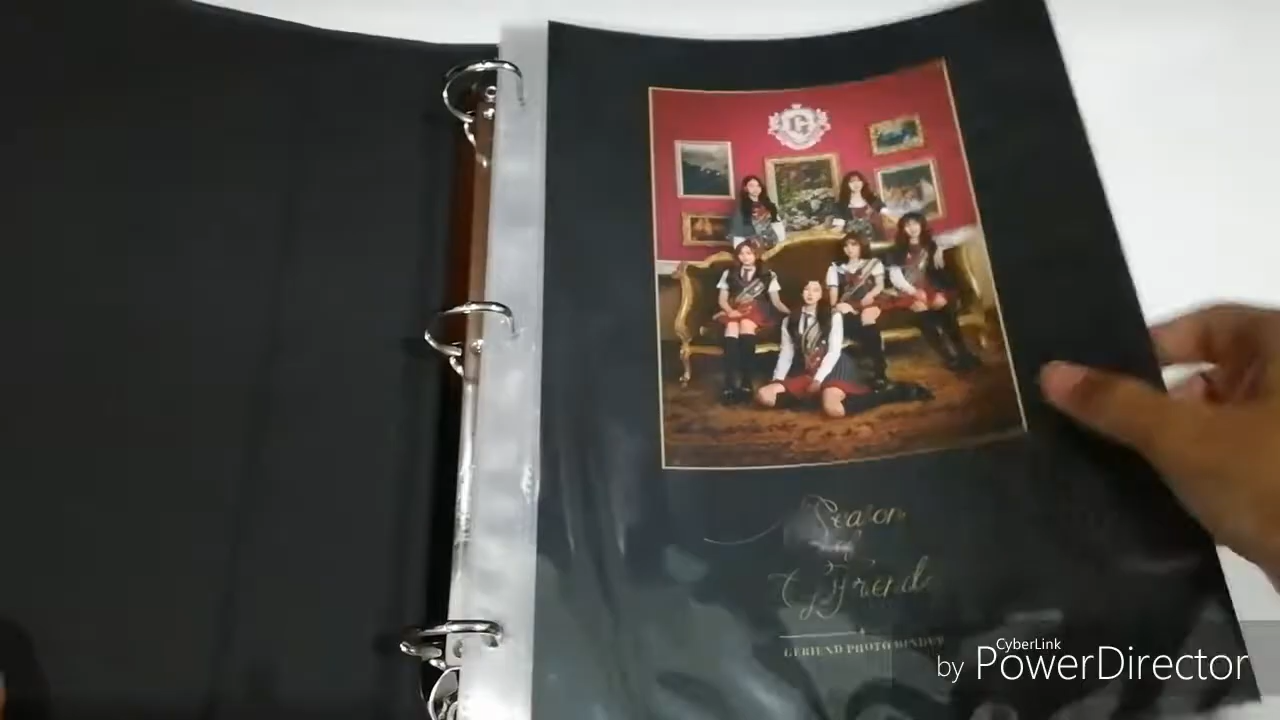 G
Season
of
Gfriend
GFRIEND PHOTO BINDER
CyberLink
by PowerDirector